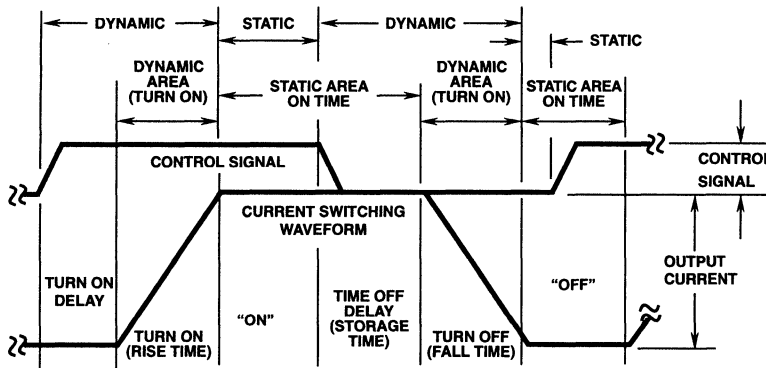 DYNAMIC
STATIC
DYNAMIC
STATIC
DYNAMIC
AREA
(TURN ON)
STATIC AREA
ON TIME
DYNAMIC
AREA
(TURN ON)
STATIC AREA
ON TIME
CONTROL SIGNAL
CONTROL
SIGNAL
CURRENT SWITCHING
WAVEFORM
TURN ON
DELAY
TURN ON
(RISE TIME)
“ON”
TIME OFF
DELAY
(STORAGE
TIME)
TURN OFF
(FALL TIME)
“OFF”
OUTPUT
CURRENT